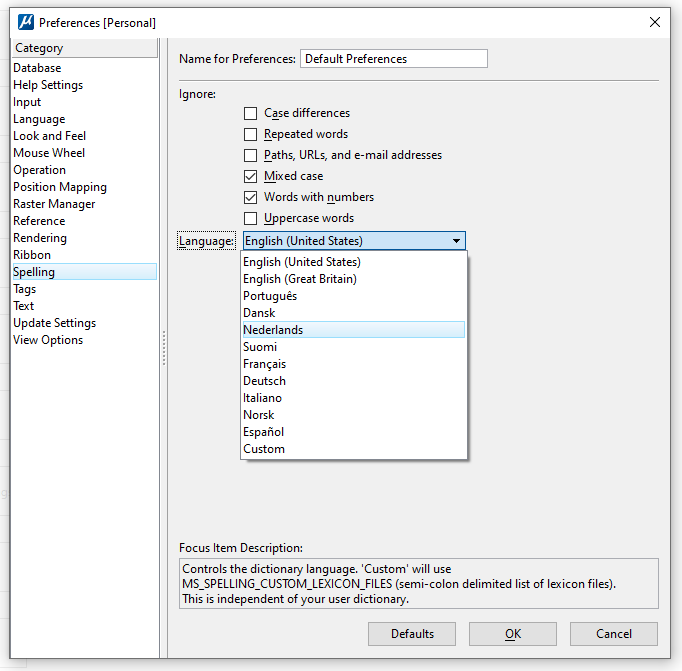 Preferences [Personal]
Category
Database
Help Settings
Input
Language
Look and Feel
Mouse Wheel
Operation
Position Mapping
Raster Manager
Reference
Rendering
Ribbon
Spelling
Tags
Text
Update Settings
View Options
Name for Preferences: Default Preferences
Ignore:
Case differences
Repeated words
Paths, URLs, and e-mail addresses
Mixed case
Words with numbers
Uppercase words
Language: English (United States)
English (United States)
English (Great Britain)
Português
Dansk
Nederlands
Suomi
Français
Deutsch
Italiano
Norsk
Español
Custom
Focus Item Description:
Controls the dictionary language. 'Custom' will use
MS_SPELLING_CUSTOM_LEXICON_FILES (semi-colon delimited list of lexicon files).
This is independent of your user dictionary.
Defaults OK Cancel